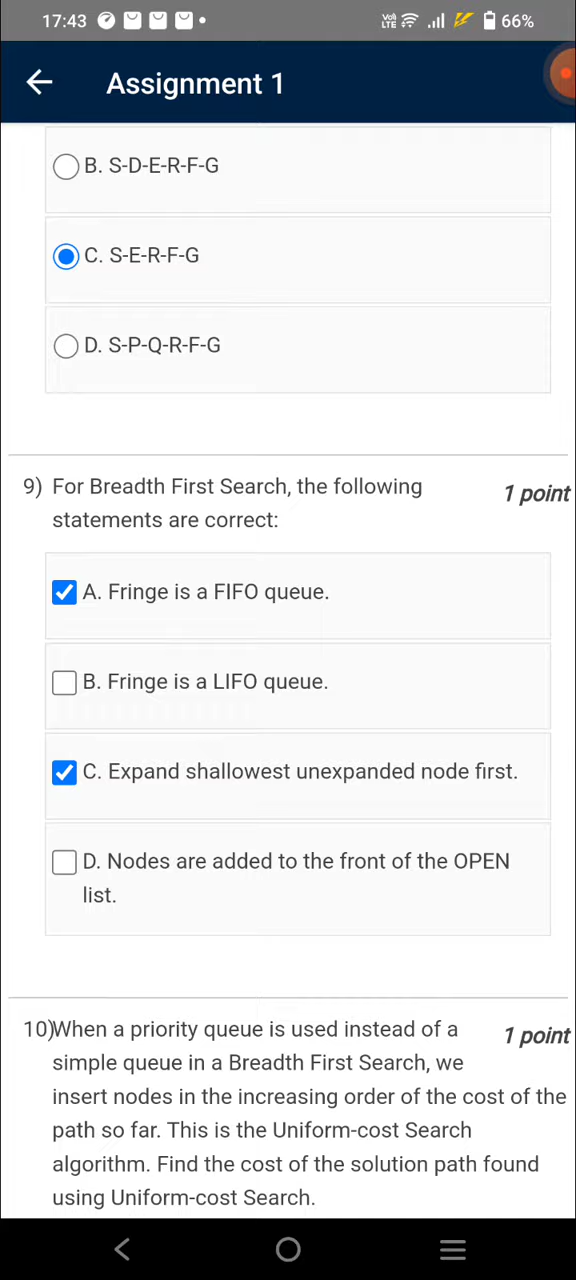 17:43
Vo) LTE
66%
Assignment 1
B. S-D-E-R-F-G
C. S-E-R-F-G
D. S-P-Q-R-F-G
9) For Breadth First Search, the following
1 point
statements are correct:
A. Fringe is a FIFO queue.
B. Fringe is a LIFO queue.
C. Expand shallowest unexpanded node first.
D. Nodes are added to the front of the OPEN
list.
10)When a priority queue is used instead of a
1 point
simple queue in a Breadth First Search, we
insert nodes in the increasing order of the cost of the
path so far. This is the Uniform-cost Search
algorithm. Find the cost of the solution path found
using Uniform-cost Search.